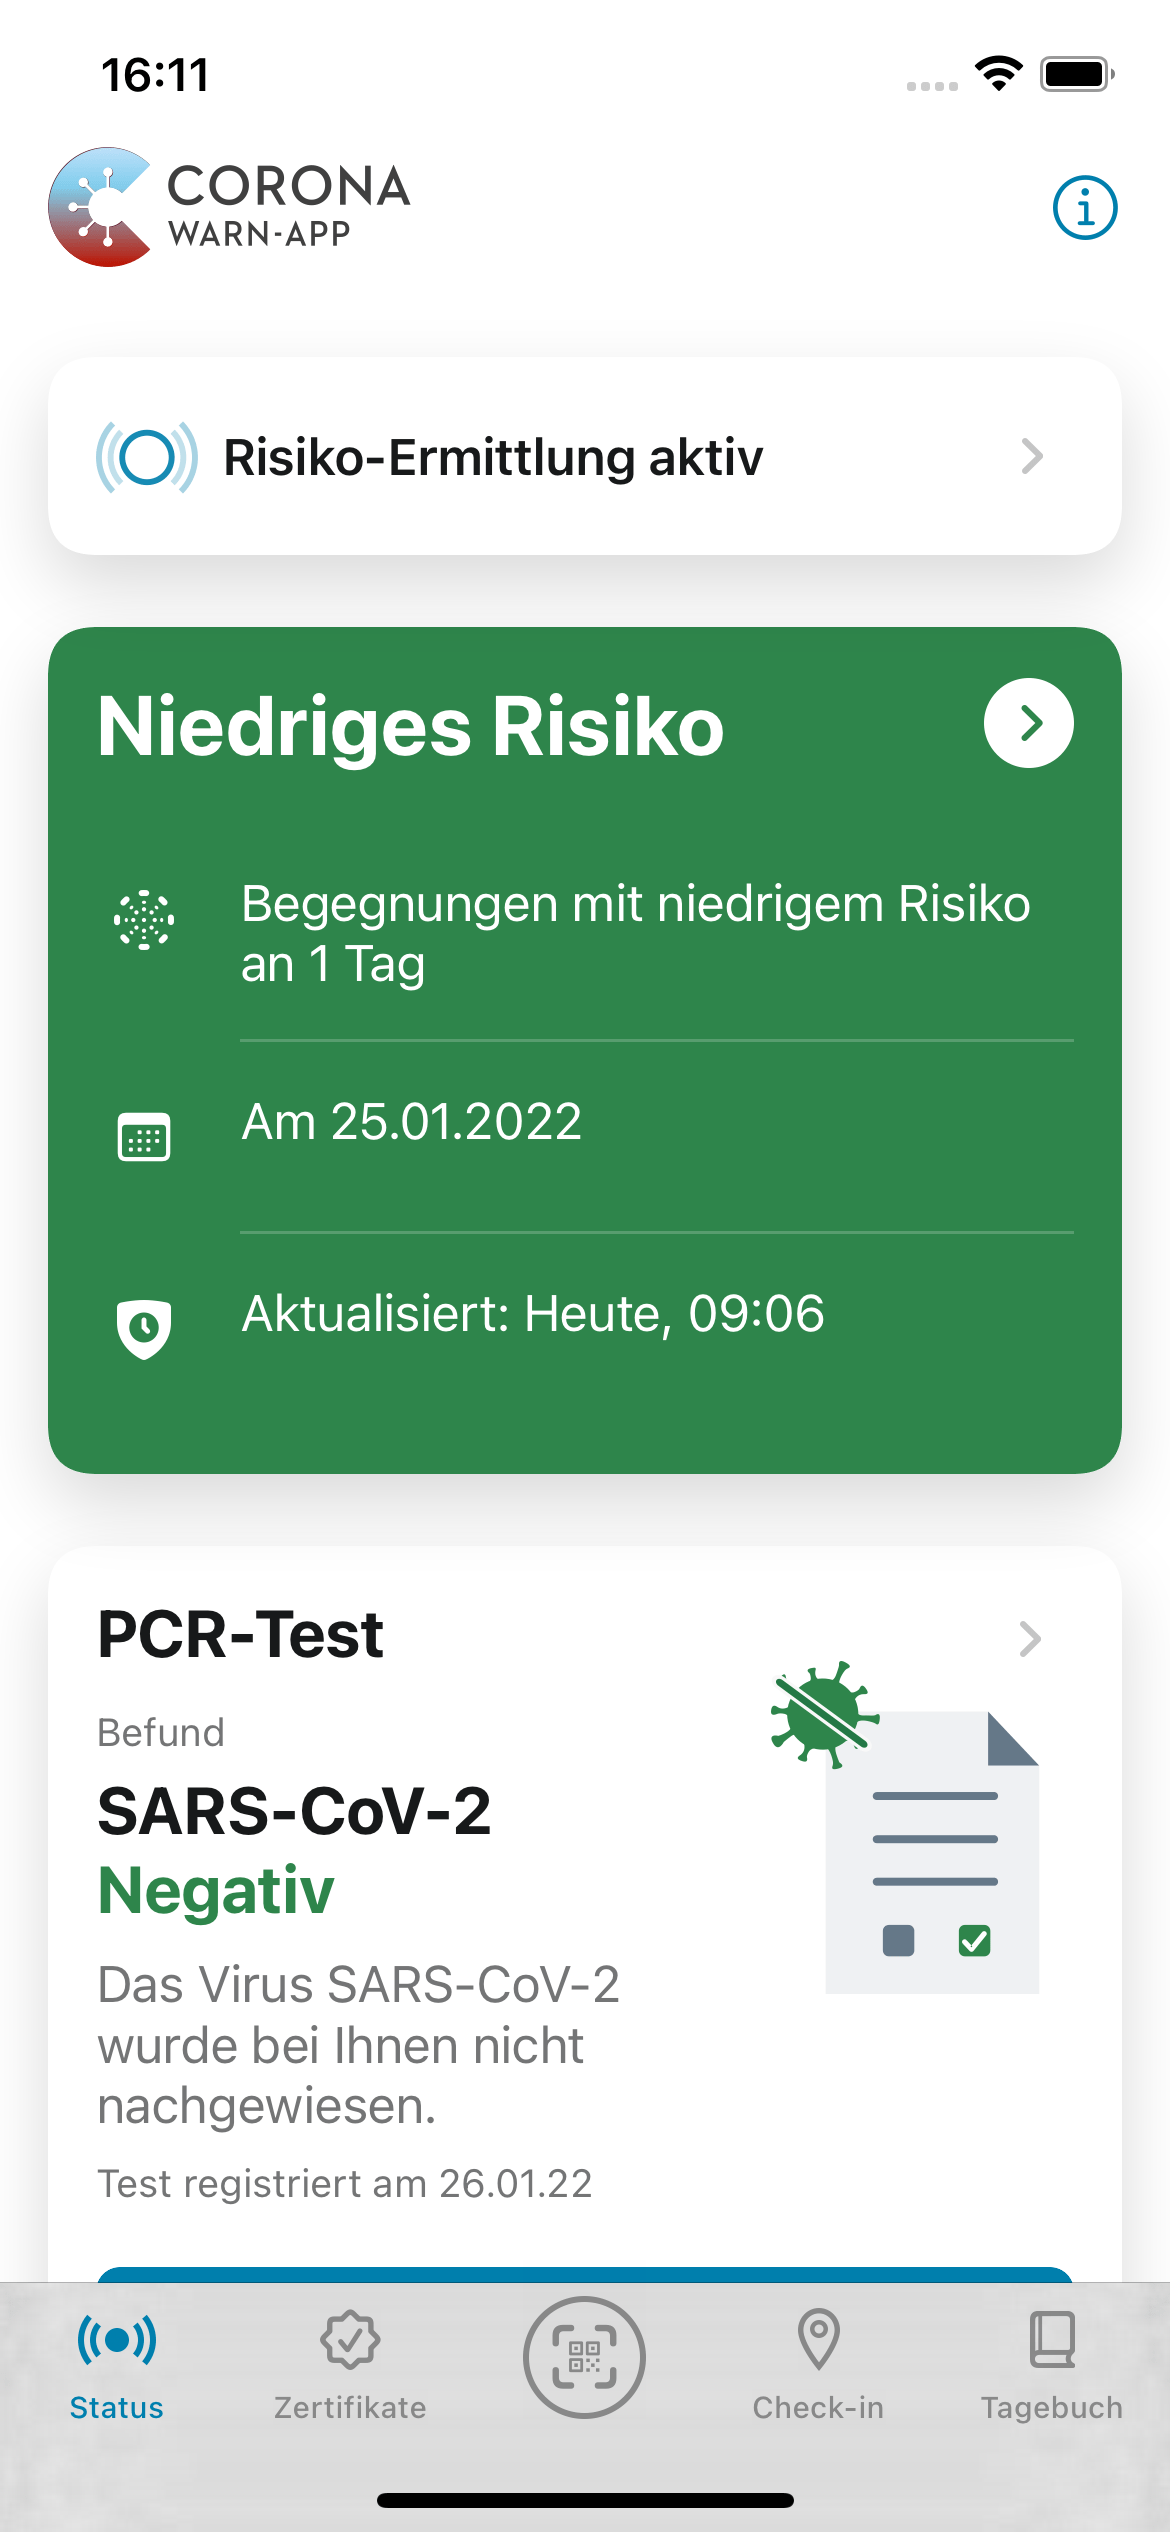 16:11
CORONA
WARN-APP
Risiko-Ermittlung aktiv
Niedriges Risiko
Begegnungen mit niedrigem Risiko
an 1 Tag
Am 25.01.2022
Aktualisiert: Heute, 09:06
PCR-Test
Befund
SARS-CoV-2
Negativ
Das Virus SARS-CoV-2
wurde bei Ihnen nicht
nachgewiesen.
Test registriert am 26.01.22
Status
Zertifikate
Check-in
Tagebuch